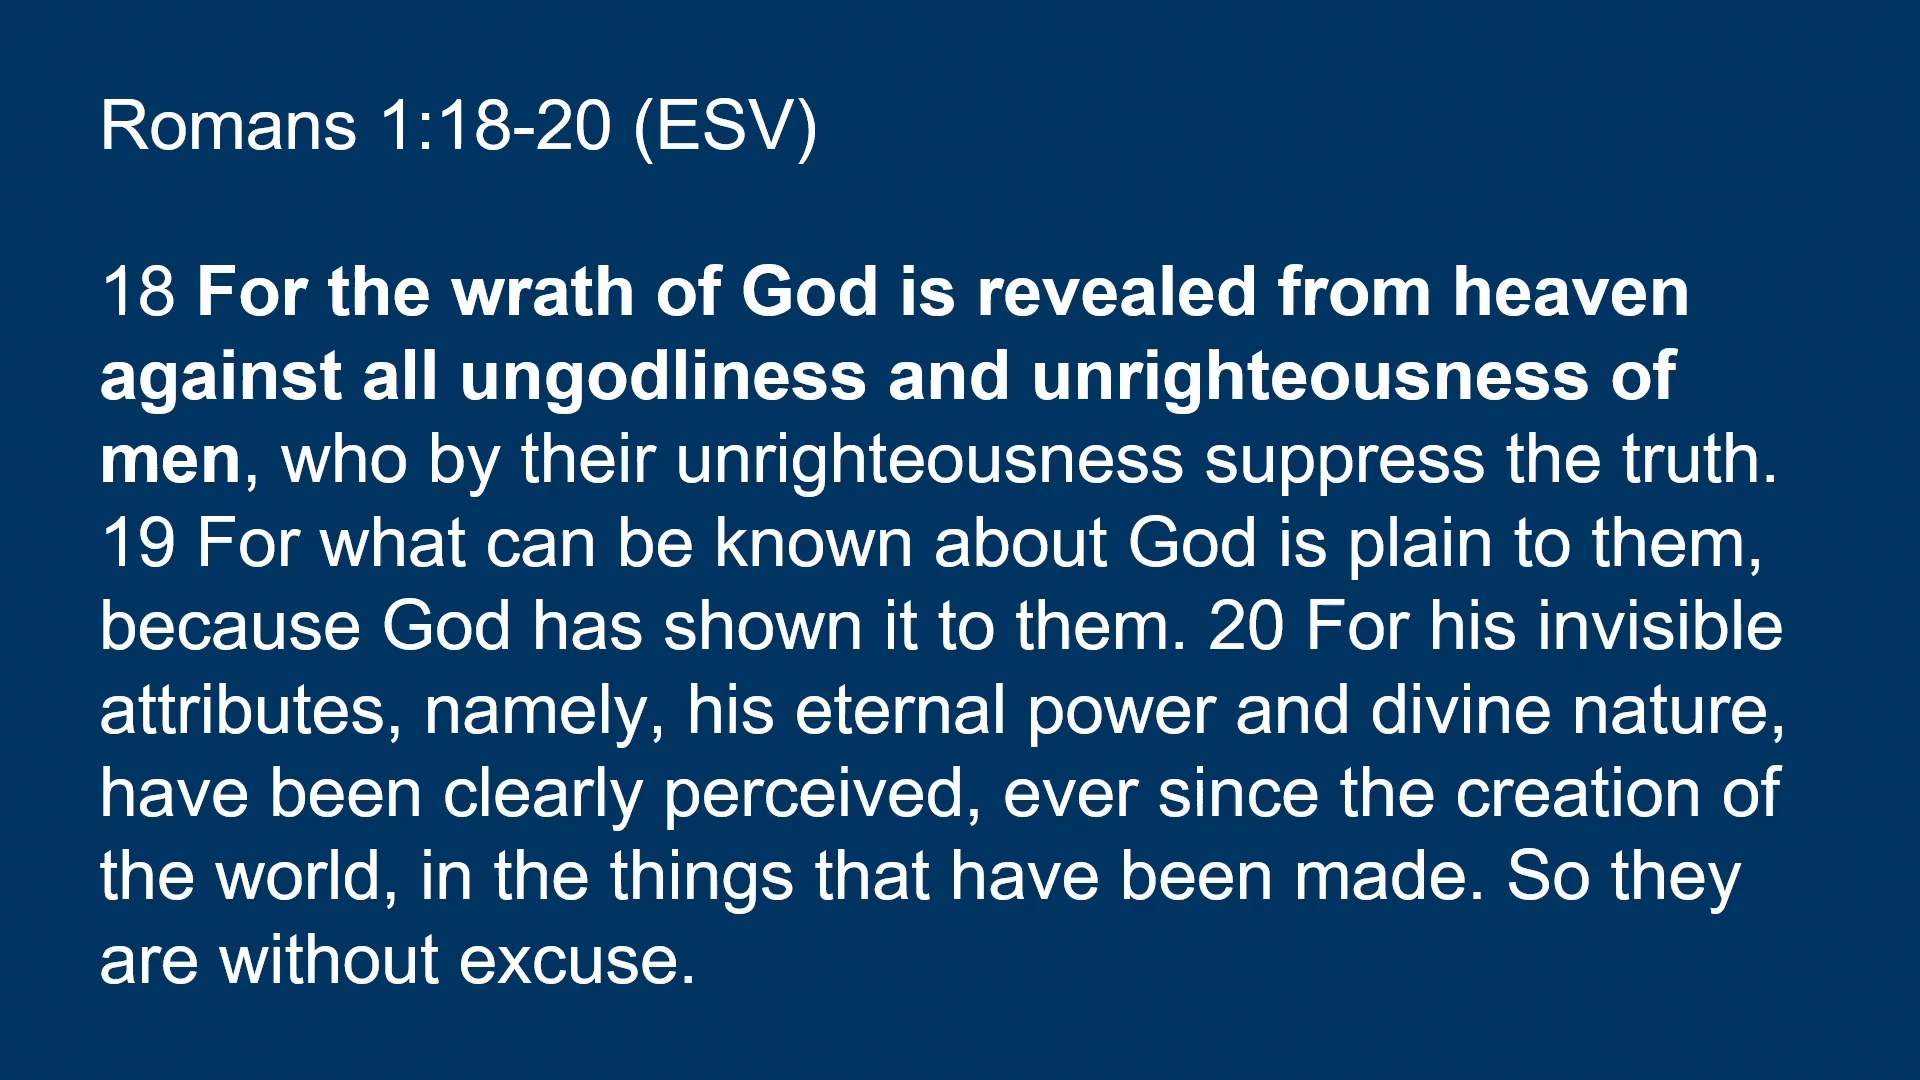 Romans 1:18-20 (ESV)
18 For the wrath of God is revealed from heaven
against all ungodliness and unrighteousness of
men, who by their unrighteousness suppress the truth.
19 For what can be known about God is plain to them,
because God has shown it to them. 20 For his invisible
attributes, namely, his eternal power and divine nature,
have been clearly perceived, ever since the creation of
the world, in the things that have been made. So they
are without excuse.